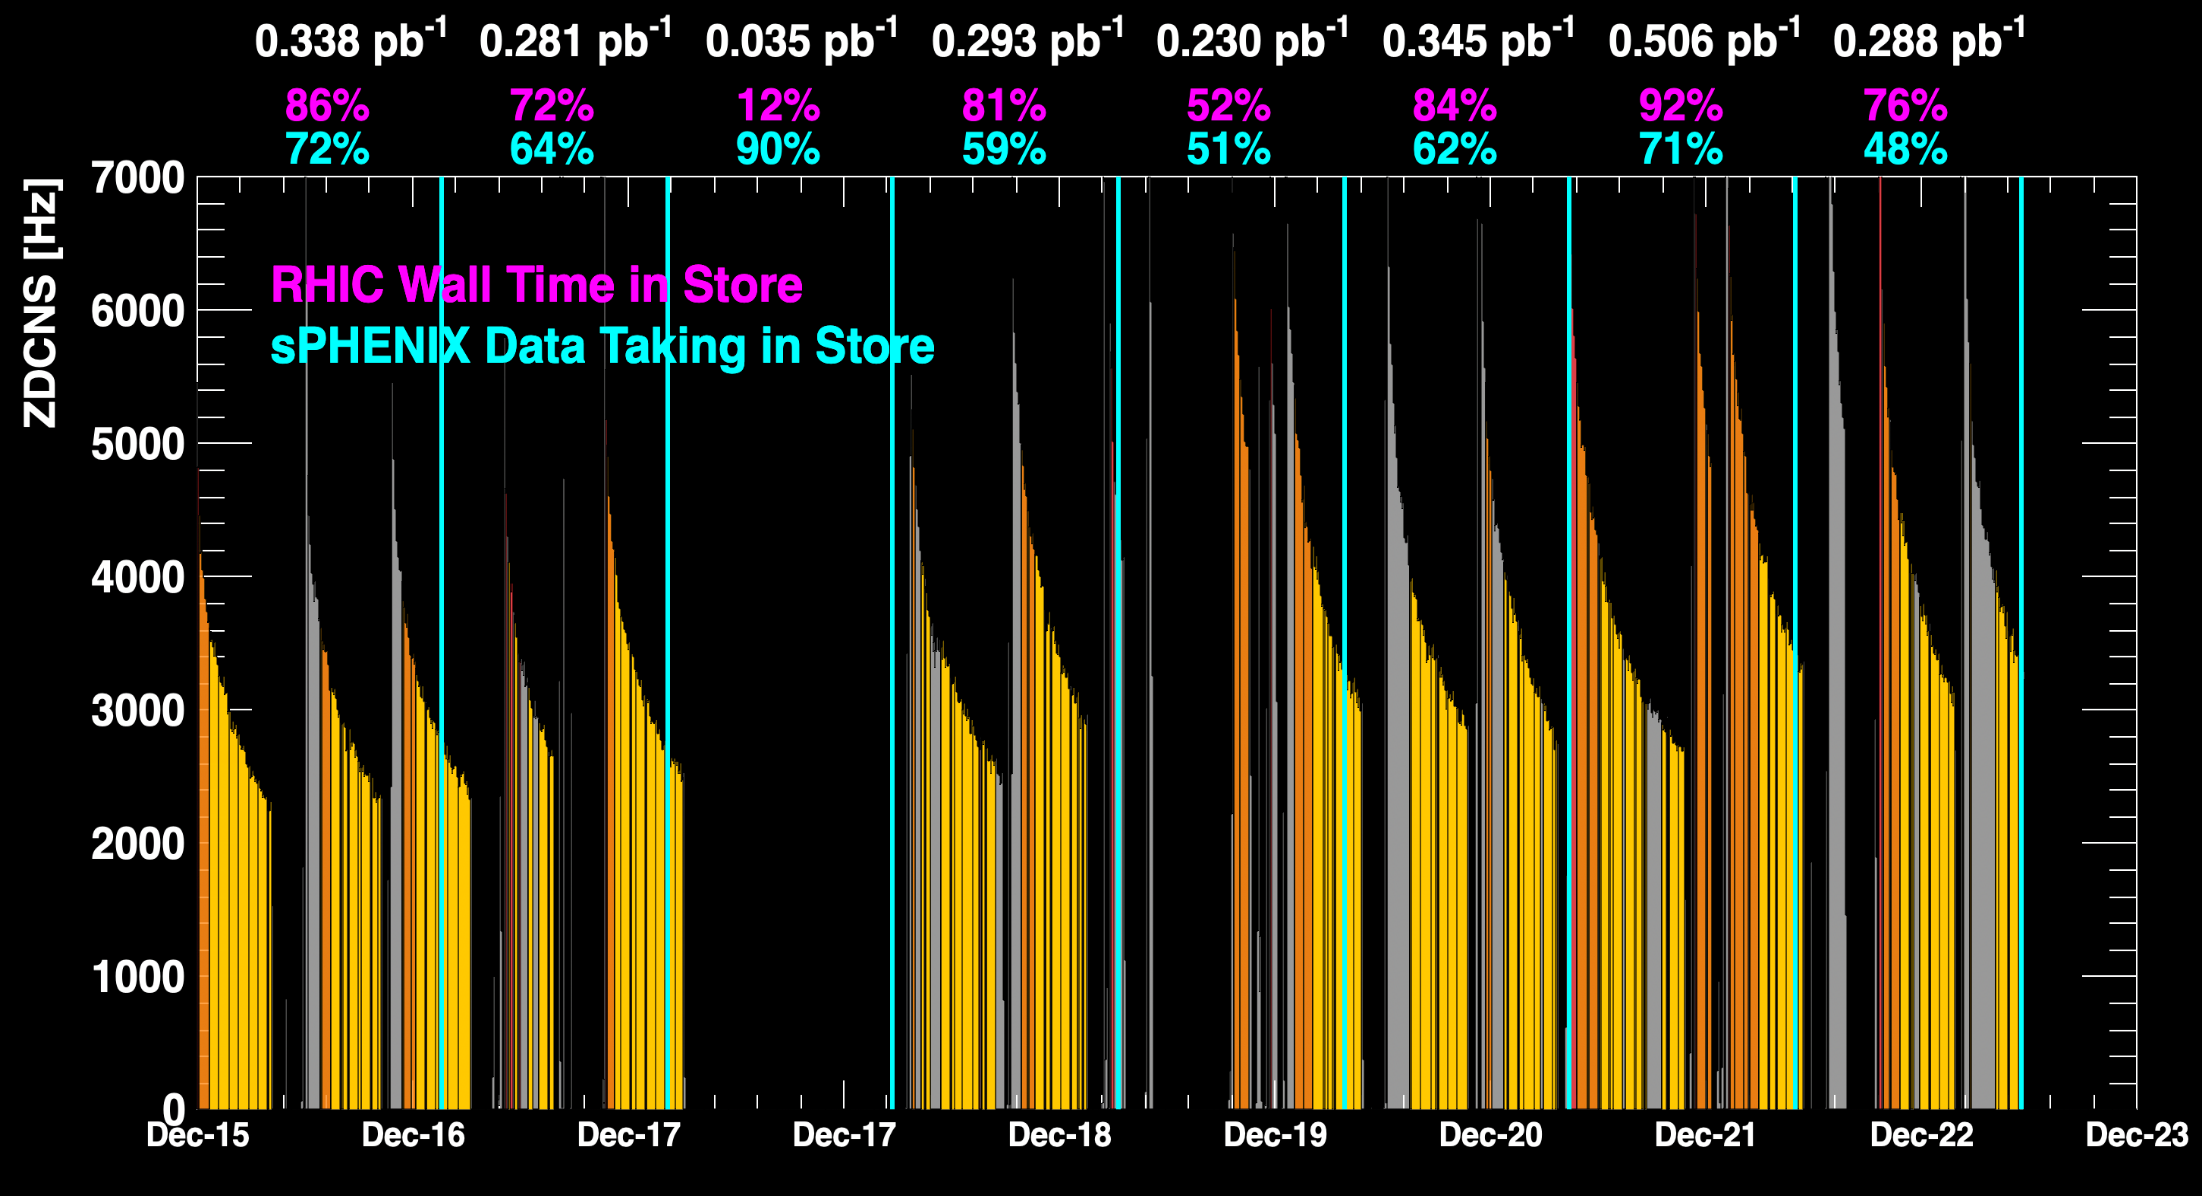 0.338 pb-1 0.281 pb-1 0.035 pb-1 0.293 pb-1 0.230 pb-1 0.345 pb-1 0.506 pb-1 0.288 pb-1
86% 72% 12% 81% 52% 84% 92% 76%
72% 64% 90% 59% 51% 62% 71% 48%
ZDCNS [Hz]
7000
RHIC Wall Time in Store
6000
sPHENIX Data Taking in Store
5000
4000
3000
2000
1000
0
Dec-15 Dec-16 Dec-17 Dec-17 Dec-18 Dec-19 Dec-20 Dec-21 Dec-22 Dec-23